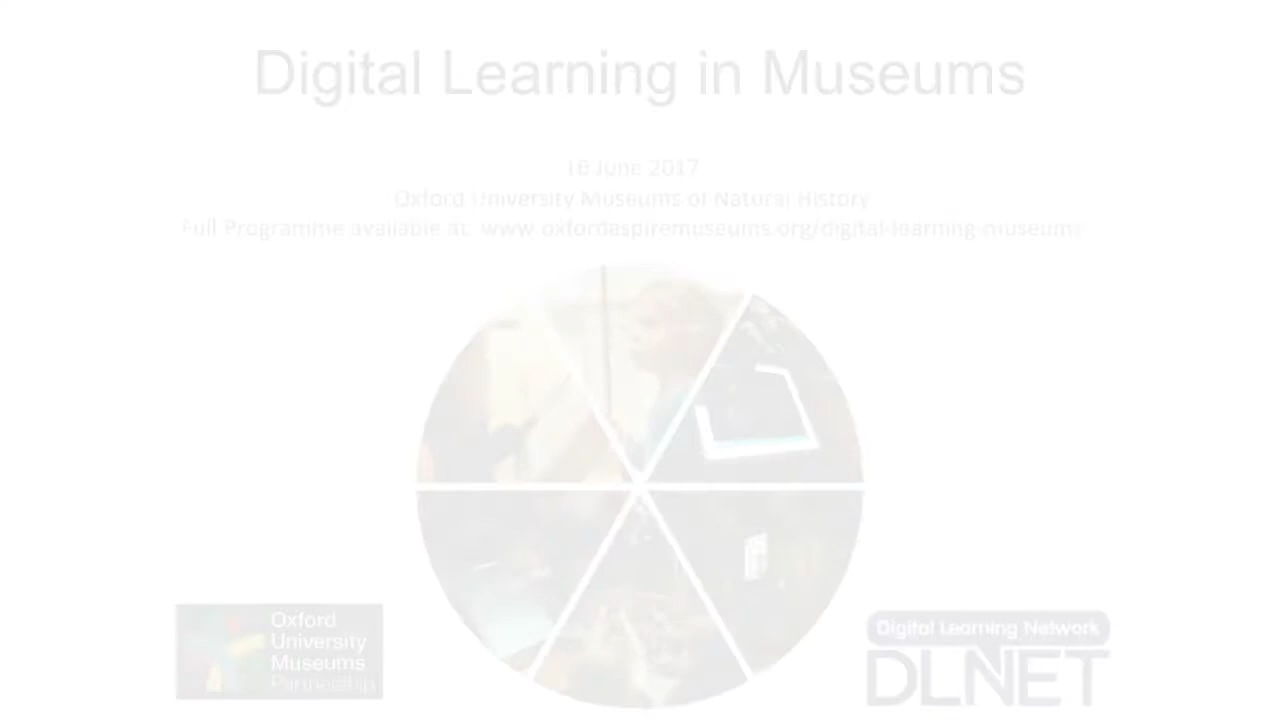 Digital Learning in Museums
16 June 2017
Oxford University Museums of Natural History
Full Programme available at: www.oxfordaspiremuseums.org/digital-learning-museums
Oxford
University
Museums
Partnership
Digital Learning Network
DLNET